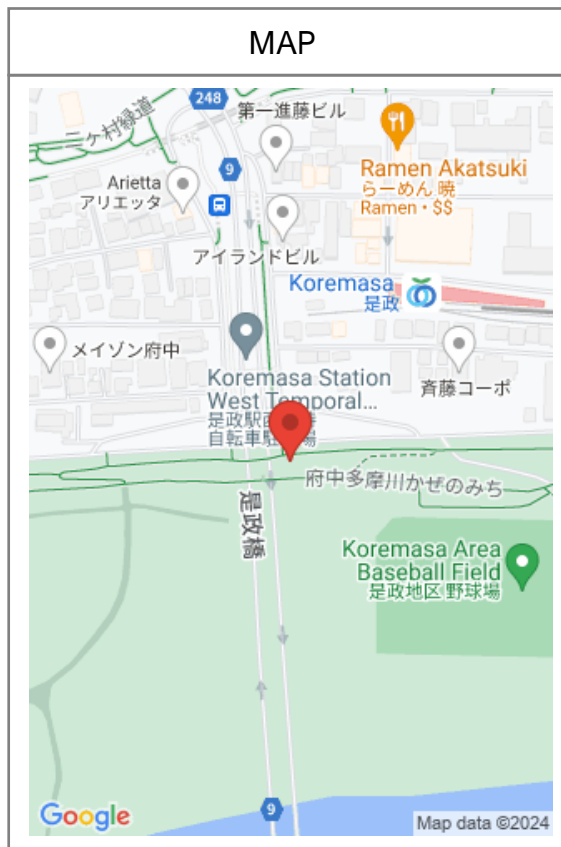 MAP
248
第一進藤ビル
三ヶ村緑道
9
Ramen Akatsuki
らーめん 暁
Ramen・$$
Arietta
アリエッタ
アイランドビル
Koremasa
是政
メイゾン府中
斉藤コーポ
Koremasa Station
West Temporal...
是政駅
自転車駐 場
府中多摩川かぜのみち
是政橋
Koremasa Area
Baseball Field
是政地区 野球場
Google
9
Map data ©2024